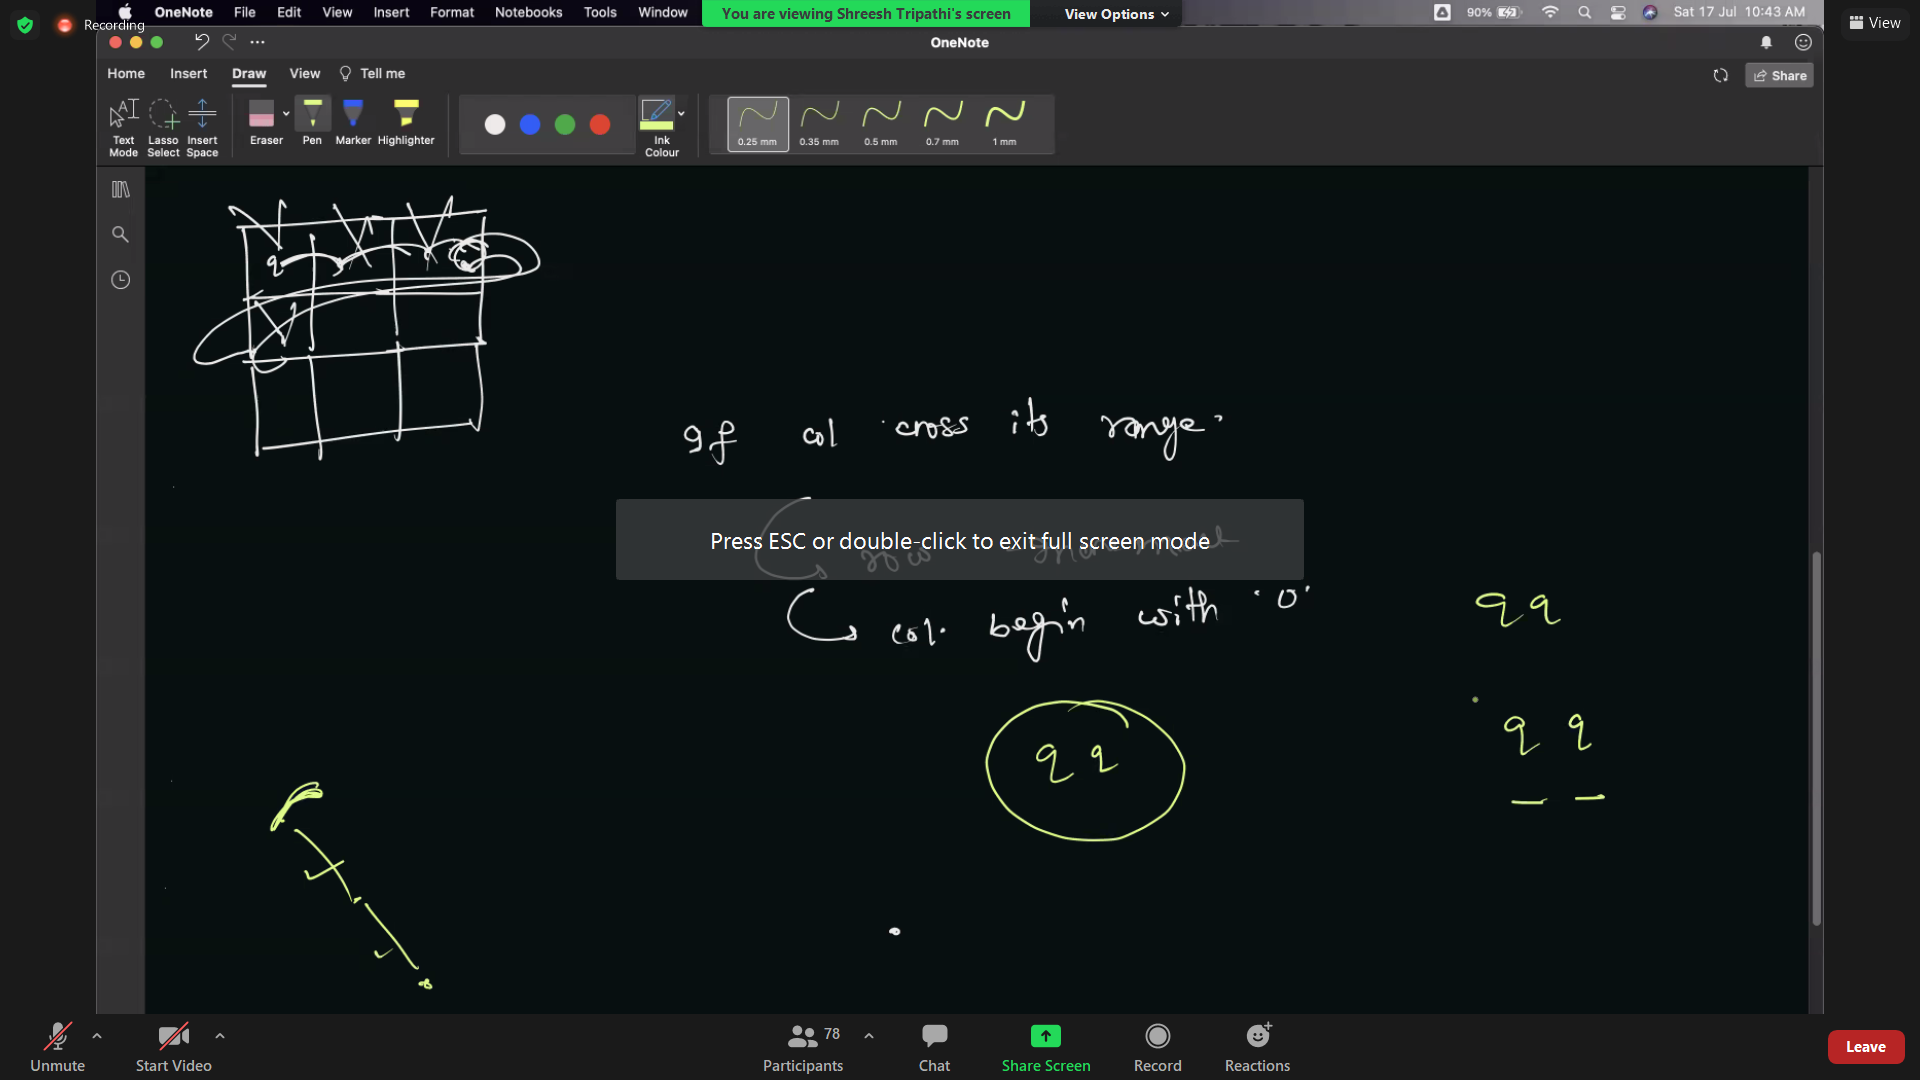 Recording
OneNote File Edit View Insert Format Draw Notebooks Tools Window
You are viewing Shreesh Tripathi's screen
View Options
90%
Sat 17 Jul 10:43 AM
View
OneNote
Home Insert Draw View Tell me
Share
Text Mode
Lasso Select
Insert Space
Eraser
Pen
Marker
Highlighter
Ink Colour
0.25 mm
0.35 mm
0.5 mm
0.7 mm
1 mm
q
If col cross its range
Press ESC or double-click to exit full screen mode
col. begin with '0'
q q
q q
q q
Unmute
Start Video
78
Participants
Chat
Share Screen
Record
Reactions
Leave